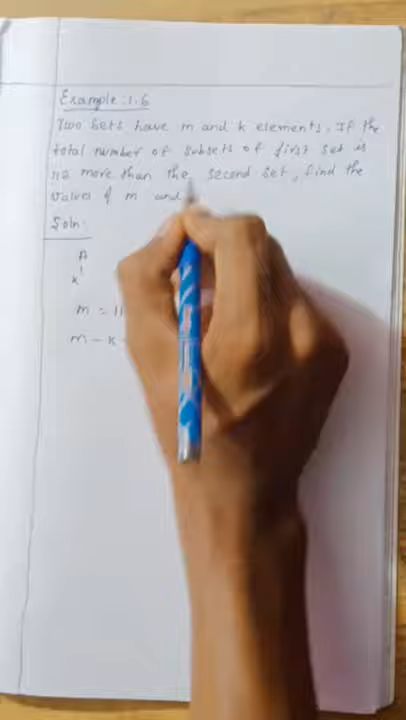 Example: 1.6
Two sets have m and k elements. If the
total number of subsets of first set is
112 more than the second set, find the
values of m and
Soln:
A
k
m = 11
m - k